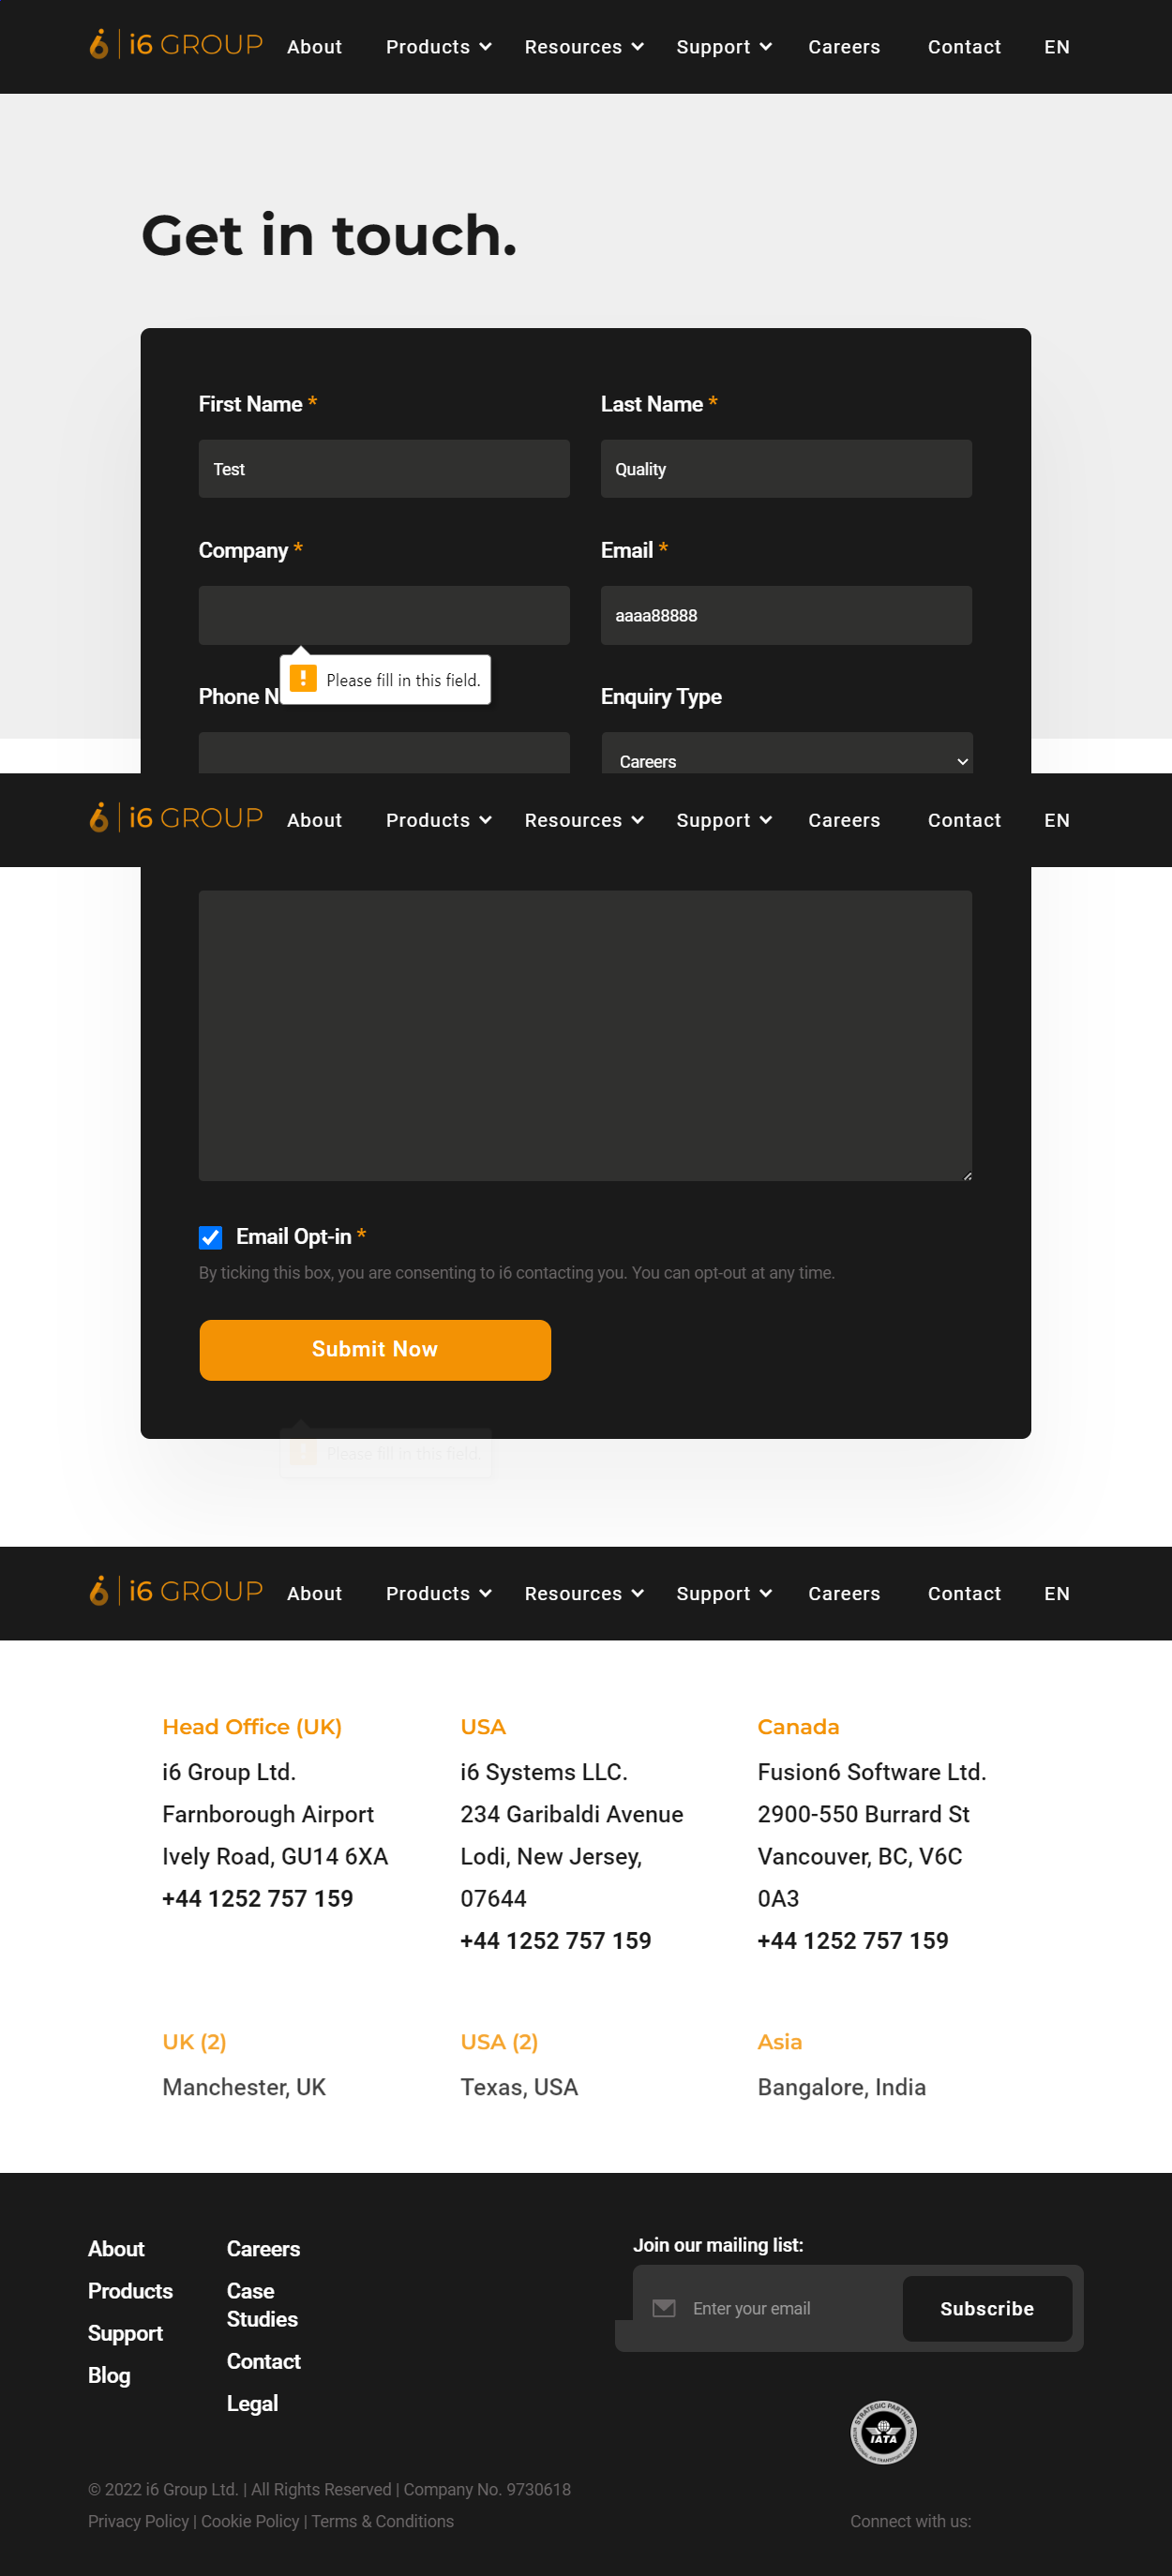 i6 GROUP About Products Resources Support Careers Contact EN
Get in touch.
First Name * Last Name *
Test Quality
Company * Email *
aaaa88888
Please fill in this field.
Phone N Enquiry Type
Careers
i6 GROUP About Products Resources Support Careers Contact EN
Email Opt-in *
By ticking this box, you are consenting to i6 contacting you. You can opt-out at any time.
Submit Now
Please fill in this field.
i6 GROUP About Products Resources Support Careers Contact EN
Head Office (UK)
i6 Group Ltd.
Farnborough Airport
Ively Road, GU14 6XA
+44 1252 757 159
USA
i6 Systems LLC.
234 Garibaldi Avenue
Lodi, New Jersey,
07644
+44 1252 757 159
Canada
Fusion6 Software Ltd.
2900-550 Burrard St
Vancouver, BC, V6C
0A3
+44 1252 757 159
UK (2)
Manchester, UK
USA (2)
Texas, USA
Asia
Bangalore, India
About
Products
Support
Blog
Careers
Case
Studies
Contact
Legal
Join our mailing list:
Enter your email Subscribe
STRATEGIC PARTNER
IATA
© 2022 i6 Group Ltd. | All Rights Reserved | Company No. 9730618
Privacy Policy | Cookie Policy | Terms & Conditions
Connect with us: